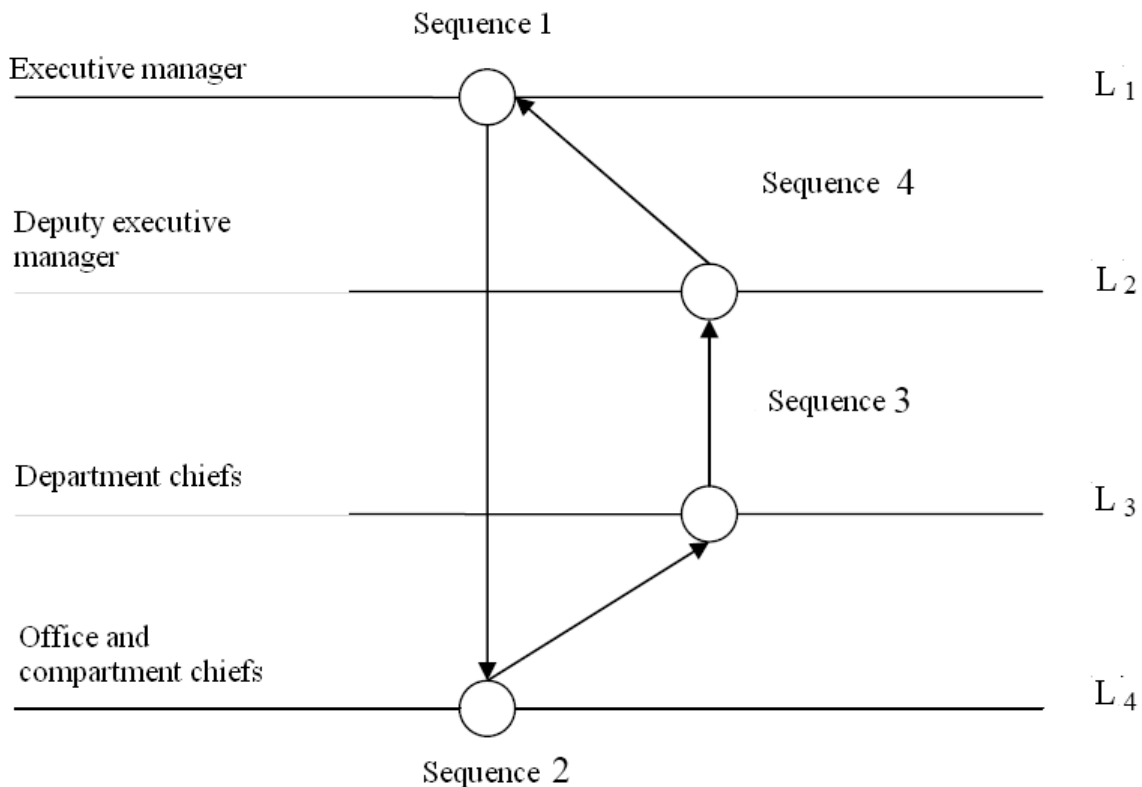 Sequence 1
Executive manager
L 1
Sequence 4
Deputy executive
manager
L 2
Sequence 3
Department chiefs
L 3
Office and
compartment chiefs
L 4
Sequence 2